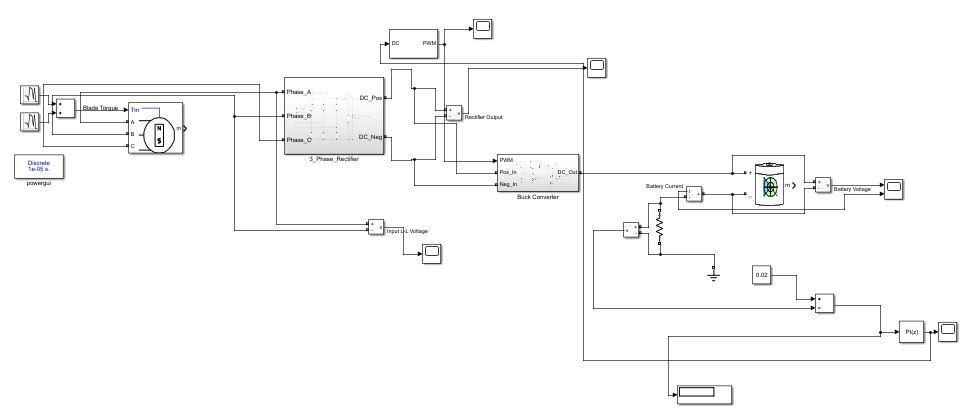 DC
PWM
Blade Torque
Tm
A
B
C
m
Discrete
1e-05 s.
powergui
Phase_A
Phase_B
Phase_C
DC_Pos
DC_Neg
3_Phase_Rectifier
+
-
v
Rectifier Output
PWM
Pos_In
Neg_In
DC_Out
Buck Converter
+
-
v
Input L-L Voltage
Battery Current
+
-
m
+
-
v
Battery Voltage
v
+
-
N
S
0.02
PI(z)